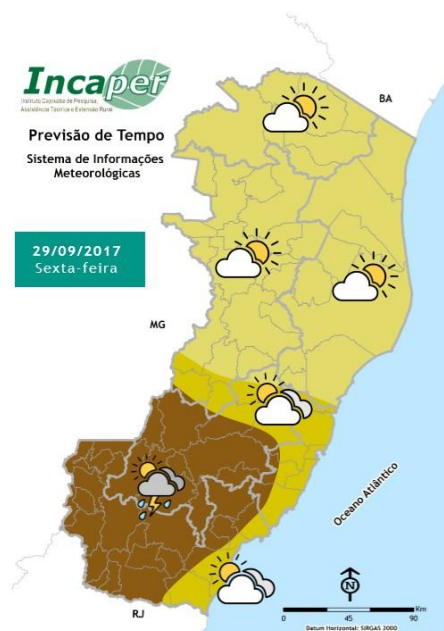 Incaper
Instituto Capixaba de Pesquisa,
Assistência Técnica e Extensão Rural
Previsão de Tempo
Sistema de Informações
Meteorológicas
29/09/2017
Sexta-feira
BA
MG
Oceano Atlântico
RJ
N
Km
0 45 90
Datum Horizontal: SIRGAS 2000